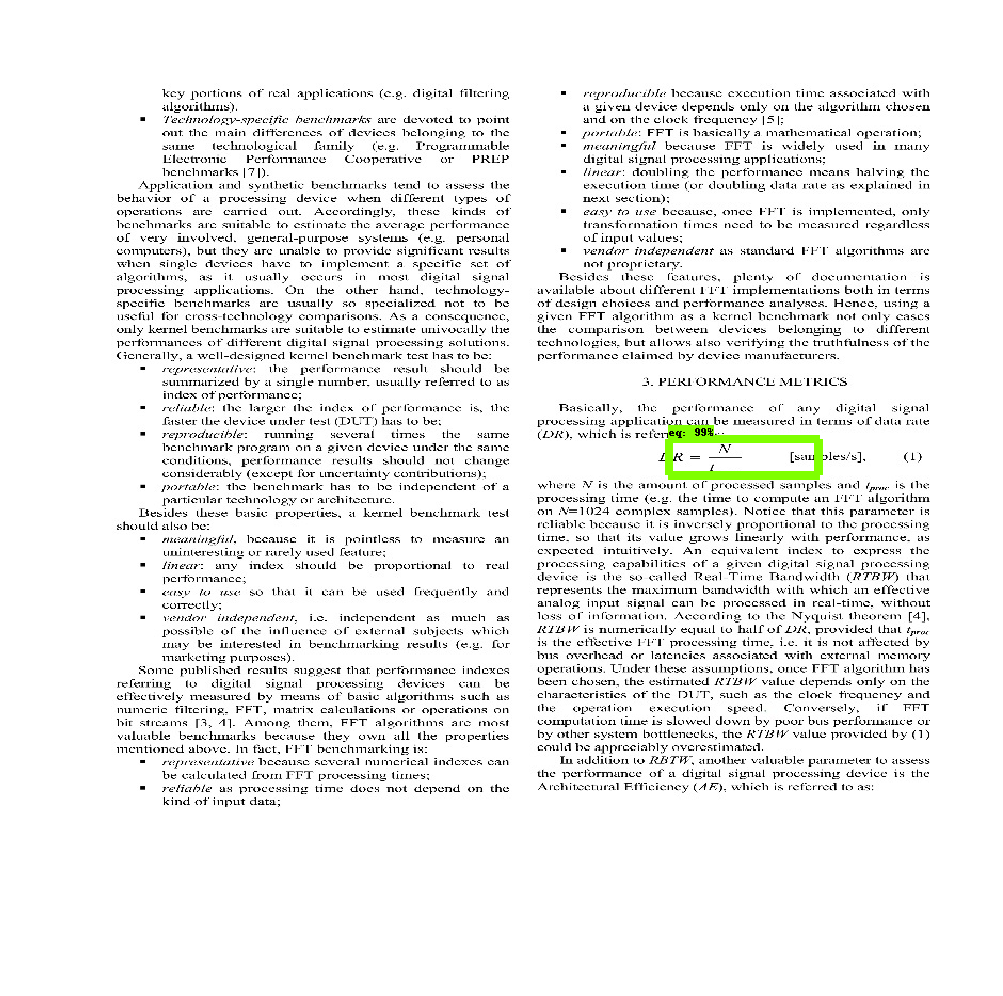 key portions of real applications (e.g. digital filtering
algorithms).
▪ Technology-specific benchmarks are devoted to point
out the main differences of devices belonging to the
same technological family (e.g. Programmable
Electronic Performance Cooperative or PREP
benchmarks [7]).
Application and synthetic benchmarks tend to assess the
behavior of a processing device when different types of
operations are carried out. Accordingly, these kinds of
benchmarks are suitable to estimate the average performance
of very involved, general-purpose systems (e.g. personal
computers), but they are unable to provide significant results
when single devices have to implement a specific set of
algorithms, as it usually occurs in most digital signal
processing applications. On the other hand, technology-
specific benchmarks are usually so specialized not to be
useful for cross-technology comparisons. As a consequence,
only kernel benchmarks are suitable to estimate univocally the
performances of different digital signal processing solutions.
Generally, a well-designed kernel benchmark test has to be:
▪ representative: the performance result should be
summarized by a single number, usually referred to as
index of performance;
▪ reliable: the larger the index of performance is, the
faster the device under test (DUT) has to be;
▪ reproducible: running several times the same
benchmark program on a given device under the same
conditions, performance results should not change
considerably (except for uncertainty contributions);
▪ portable: the benchmark has to be independent of a
particular technology or architecture.
Besides these basic properties, a kernel benchmark test
should also be:
▪ meaningful, because it is pointless to measure an
uninteresting or rarely used feature;
▪ linear: any index should be proportional to real
performance;
▪ easy to use so that it can be used frequently and
correctly;
▪ vendor independent, i.e. independent as much as
possible of the influence of external subjects which
may be interested in benchmarking results (e.g. for
marketing purposes).
Some published results suggest that performance indexes
referring to digital signal processing devices can be
effectively measured by means of basic algorithms such as
numeric filtering, FFT, matrix calculations or operations on
bit streams [3, 4]. Among them, FFT algorithms are most
valuable benchmarks because they own all the properties
mentioned above. In fact, FFT benchmarking is:
▪ representative because several numerical indexes can
be calculated from FFT processing times;
▪ reliable as processing time does not depend on the
kind of input data;
▪ reproducible because execution time associated with
a given device depends only on the algorithm chosen
and on the clock frequency [5];
▪ portable: FFT is basically a mathematical operation;
▪ meaningful because FFT is widely used in many
digital signal processing applications;
▪ linear: doubling the performance means halving the
execution time (or doubling data rate as explained in
next section);
▪ easy to use because, once FFT is implemented, only
transformation times need to be measured regardless
of input values;
▪ vendor independent as standard FFT algorithms are
not proprietary.
Besides these features, plenty of documentation is
available about different FFT implementations both in terms
of design choices and performance analyses. Hence, using a
given FFT algorithm as a kernel benchmark not only eases
the comparison between devices belonging to different
technologies, but allows also verifying the truthfulness of the
performance claimed by device manufacturers.
3. PERFORMANCE METRICS
Basically, the performance of any digital signal
processing application can be measured in terms of data rate
(DR), which is
eq: 99%
DR = N / t [samples/s], (1)
where N is the amount of processed samples and tproc is the
processing time (e.g. the time to compute an FFT algorithm
on N=1024 complex samples). Notice that this parameter is
reliable because it is inversely proportional to the processing
time, so that its value grows linearly with performance, as
expected intuitively. An equivalent index to express the
processing capabilities of a given digital signal processing
device is the so-called Real-Time Bandwidth (RTBW) that
represents the maximum bandwidth with which an effective
analog input signal can be processed in real-time, without
loss of information. According to the Nyquist theorem [4],
RTBW is numerically equal to half of DR, provided that tproc
is the effective FFT processing time, i.e. it is not affected by
bus overhead or latencies associated with external memory
operations. Under these assumptions, once FFT algorithm has
been chosen, the estimated RTBW value depends only on the
characteristics of the DUT, such as the clock frequency and
the operation execution speed. Conversely, if FFT
computation time is slowed down by poor bus performance or
by other system bottlenecks, the RTBW value provided by (1)
could be appreciably overestimated.
In addition to RBTW, another valuable parameter to assess
the performance of a digital signal processing device is the
Architectural Efficiency (AE), which is referred to as: